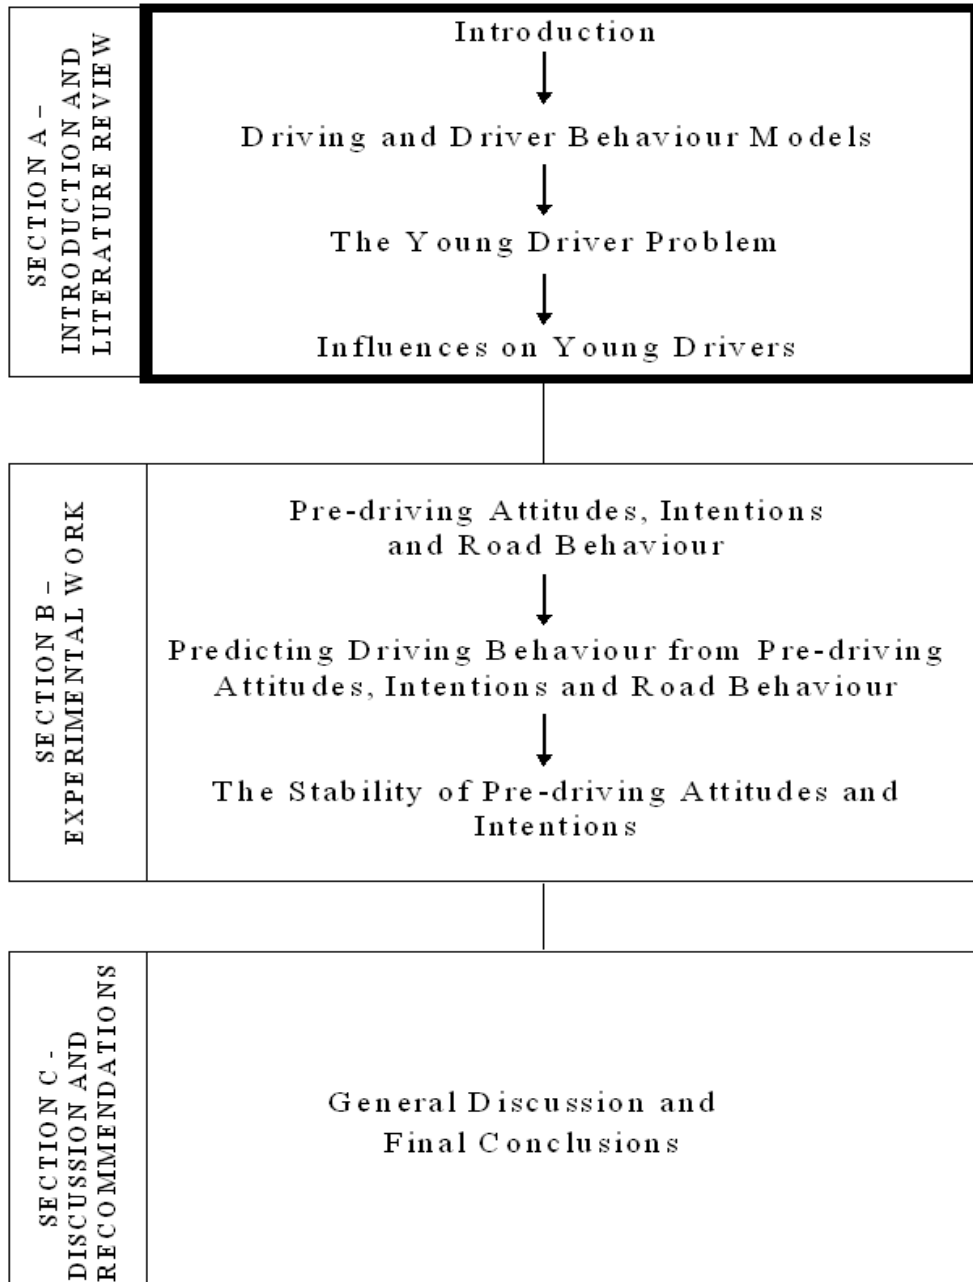 SECTION A –
INTRODUCTION AND
LITERATURE REVIEW
Introduction
Driving and Driver Behaviour Models
The Young Driver Problem
Influences on Young Drivers
SECTION B –
EXPERIMENTAL WORK
Pre-driving Attitudes, Intentions
and Road Behaviour
Predicting Driving Behaviour from Pre-driving
Attitudes, Intentions and Road Behaviour
The Stability of Pre-driving Attitudes and
Intentions
SECTION C -
DISCUSSION AND
RECOMMENDATIONS
General Discussion and
Final Conclusions